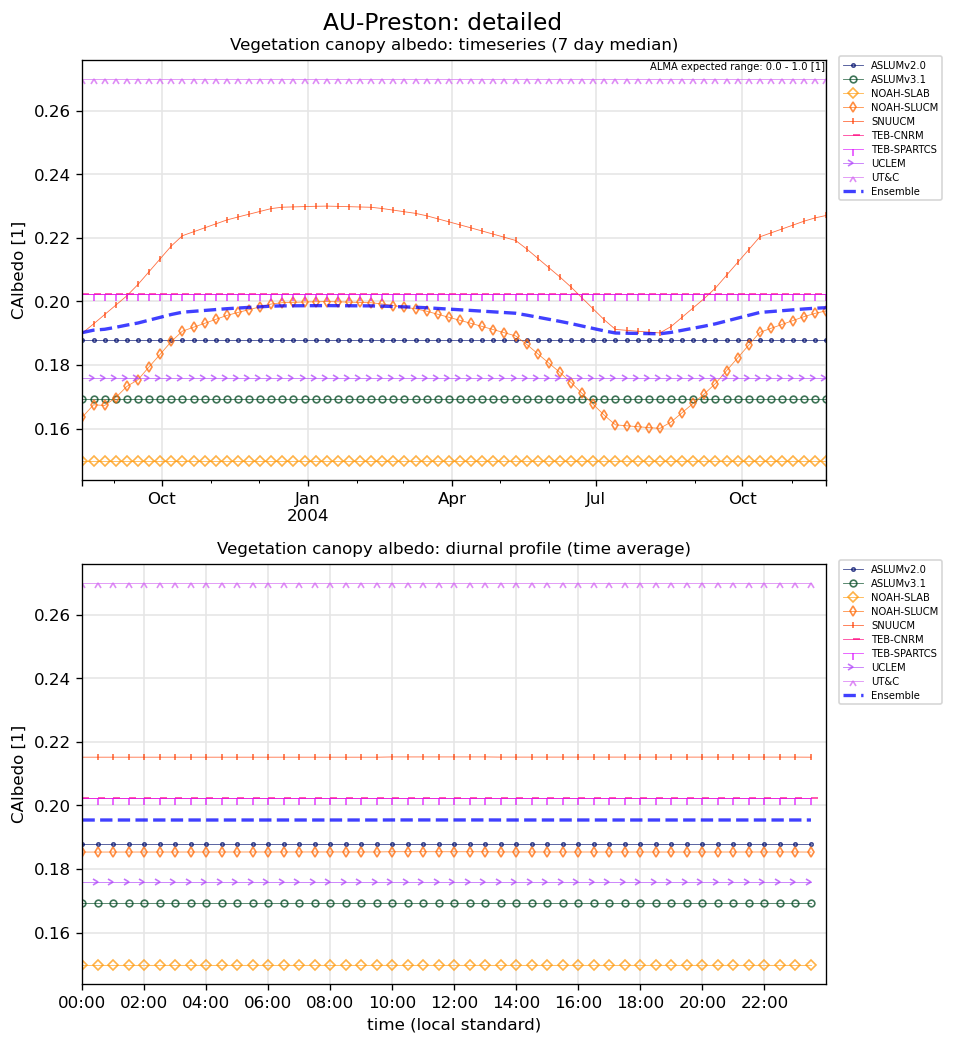 AU-Preston: detailed
Vegetation canopy albedo: timeseries (7 day median)
ALMA expected range: 0.0 - 1.0 [1]
0.26
0.24
0.22
0.20
0.18
0.16
CAlbedo [1]
Oct
Jan
2004
Apr
Jul
Oct
ASLUMv2.0
ASLUMv3.1
NOAH-SLAB
NOAH-SLUCM
SNUUCM
TEB-CNRM
TEB-SPARTCS
UCLEM
UT&C
Ensemble
Vegetation canopy albedo: diurnal profile (time average)
0.26
0.24
0.22
0.20
0.18
0.16
CAlbedo [1]
00:00
02:00
04:00
06:00
08:00
10:00
12:00
14:00
16:00
18:00
20:00
22:00
time (local standard)
ASLUMv2.0
ASLUMv3.1
NOAH-SLAB
NOAH-SLUCM
SNUUCM
TEB-CNRM
TEB-SPARTCS
UCLEM
UT&C
Ensemble